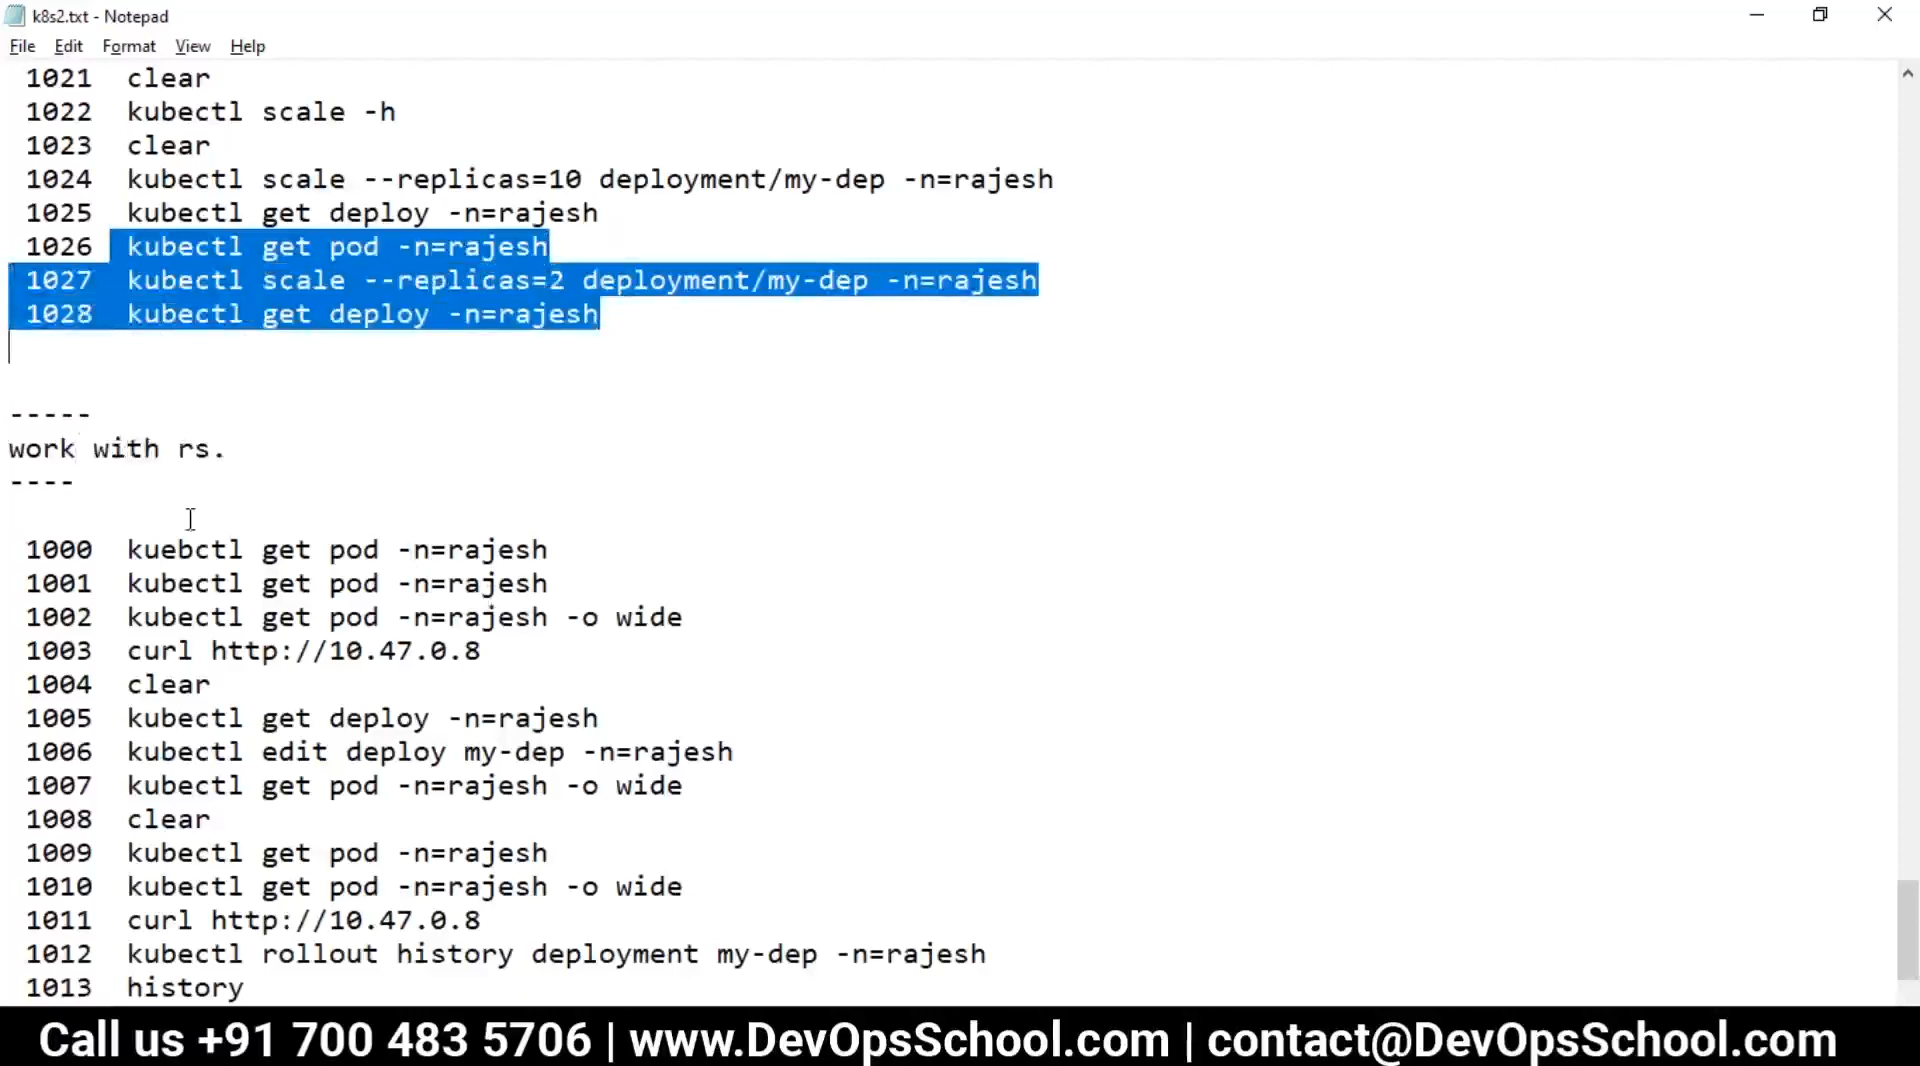 k8s2.txt - Notepad
File Edit Format View Help
1021 clear
1022 kubectl scale -h
1023 clear
1024 kubectl scale --replicas=10 deployment/my-dep -n=rajesh
1025 kubectl get deploy -n=rajesh
1026 kubectl get pod -n=rajesh
1027 kubectl scale --replicas=2 deployment/my-dep -n=rajesh
1028 kubectl get deploy -n=rajesh
-----
work with rs.
----
1000 kuebctl get pod -n=rajesh
1001 kubectl get pod -n=rajesh
1002 kubectl get pod -n=rajesh -o wide
1003 curl http://10.47.0.8
1004 clear
1005 kubectl get deploy -n=rajesh
1006 kubectl edit deploy my-dep -n=rajesh
1007 kubectl get pod -n=rajesh -o wide
1008 clear
1009 kubectl get pod -n=rajesh
1010 kubectl get pod -n=rajesh -o wide
1011 curl http://10.47.0.8
1012 kubectl rollout history deployment my-dep -n=rajesh
1013 history
Call us +91 700 483 5706 | www.DevOpsSchool.com | contact@DevOpsSchool.com